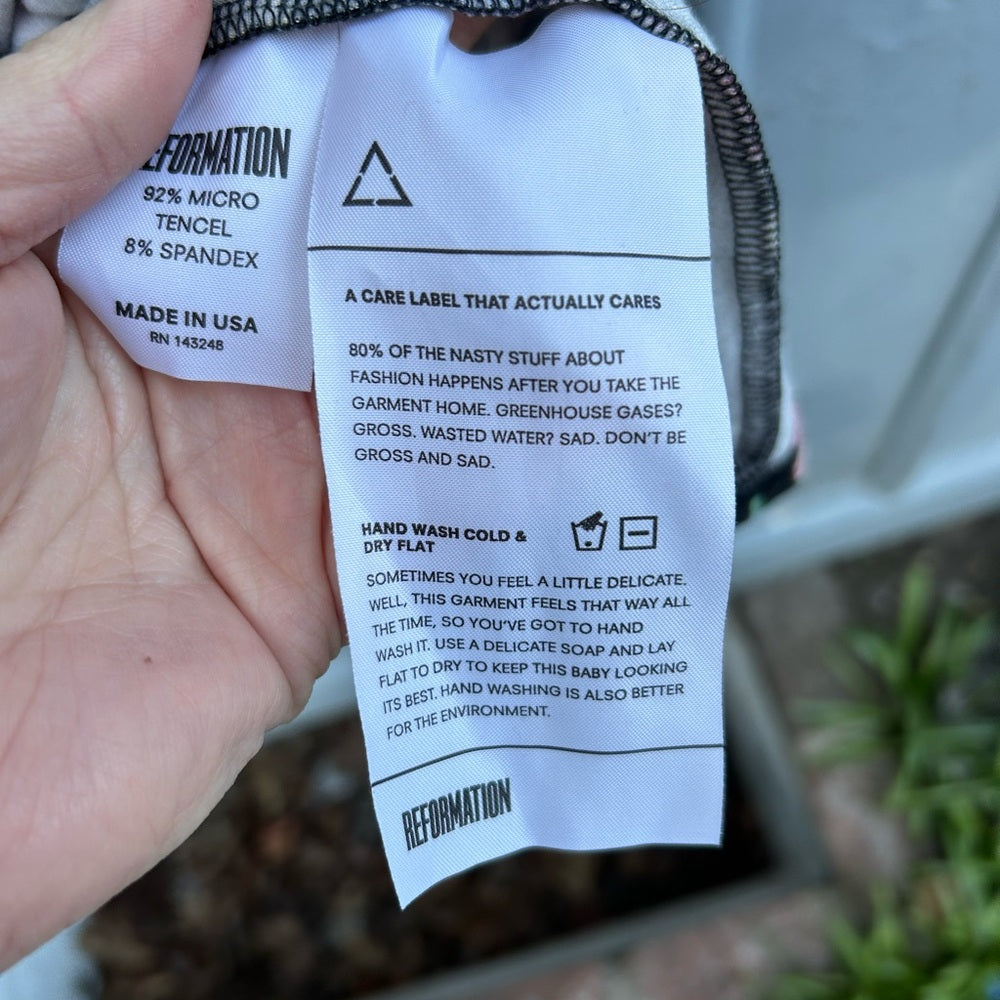 REFORMATION
92% MICRO
TENCEL
8% SPANDEX
MADE IN USA
RN 143248
A CARE LABEL THAT ACTUALLY CARES
80% OF THE NASTY STUFF ABOUT
FASHION HAPPENS AFTER YOU TAKE THE
GARMENT HOME. GREENHOUSE GASES?
GROSS. WASTED WATER? SAD. DON'T BE
GROSS AND SAD.
HAND WASH COLD &
DRY FLAT
SOMETIMES YOU FEEL A LITTLE DELICATE.
WELL, THIS GARMENT FEELS THAT WAY ALL
THE TIME, SO YOU'VE GOT TO HAND
WASH IT. USE A DELICATE SOAP AND LAY
FLAT TO DRY TO KEEP THIS BABY LOOKING
ITS BEST. HAND WASHING IS ALSO BETTER
FOR THE ENVIRONMENT.
REFORMATION